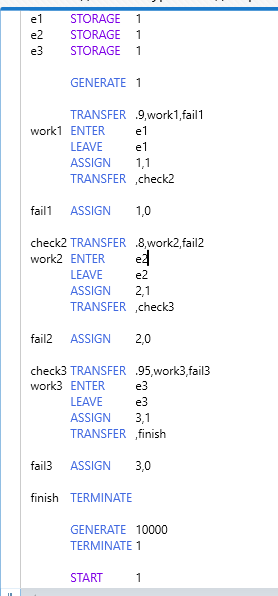 e1 STORAGE 1
e2 STORAGE 1
e3 STORAGE 1
GENERATE 1
TRANSFER .9,work1,fail1
work1 ENTER e1
LEAVE e1
ASSIGN 1,1
TRANSFER ,check2
fail1 ASSIGN 1,0
check2 TRANSFER .8,work2,fail2
work2 ENTER e2
LEAVE e2
ASSIGN 2,1
TRANSFER ,check3
fail2 ASSIGN 2,0
check3 TRANSFER .95,work3,fail3
work3 ENTER e3
LEAVE e3
ASSIGN 3,1
TRANSFER ,finish
fail3 ASSIGN 3,0
finish TERMINATE
GENERATE 10000
TERMINATE 1
START 1